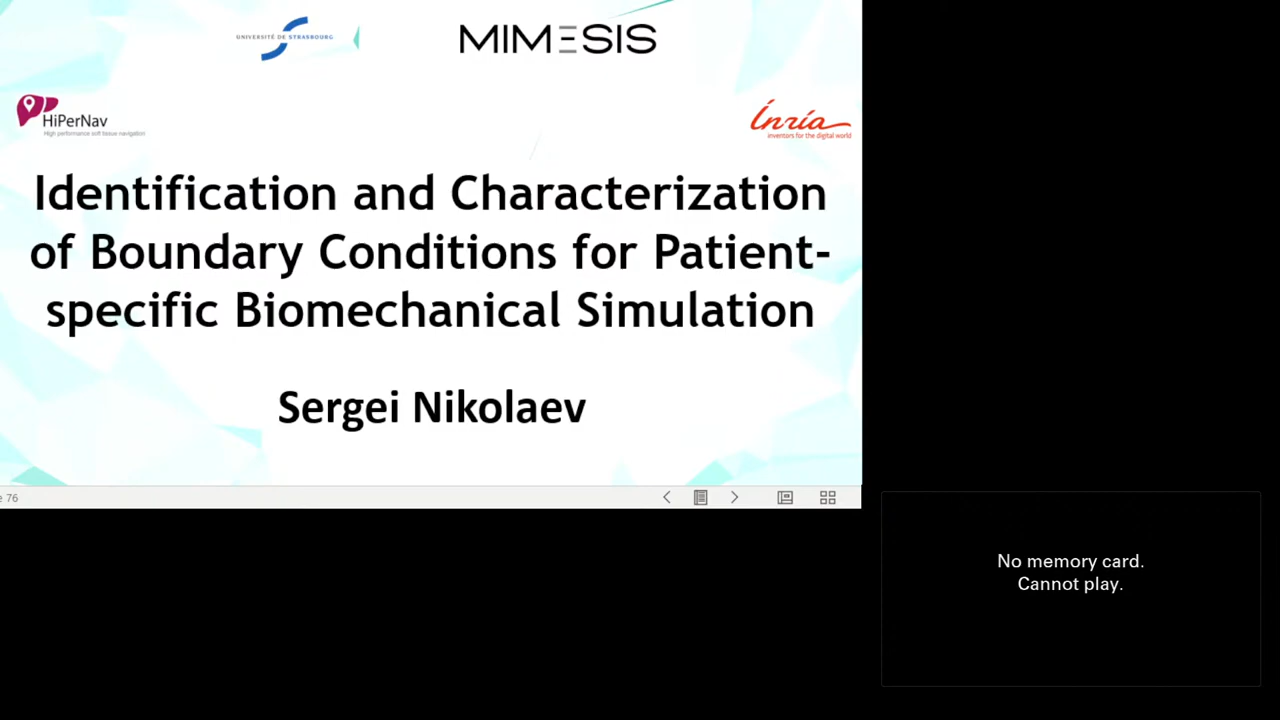 UNIVERSITÉ DE STRASBOURG
MIMESIS
HiPerNav
High performance soft tissue navigation
Inria
inventors for the digital world
Identification and Characterization
of Boundary Conditions for Patient-
specific Biomechanical Simulation
Sergei Nikolaev
e 76
No memory card.
Cannot play.